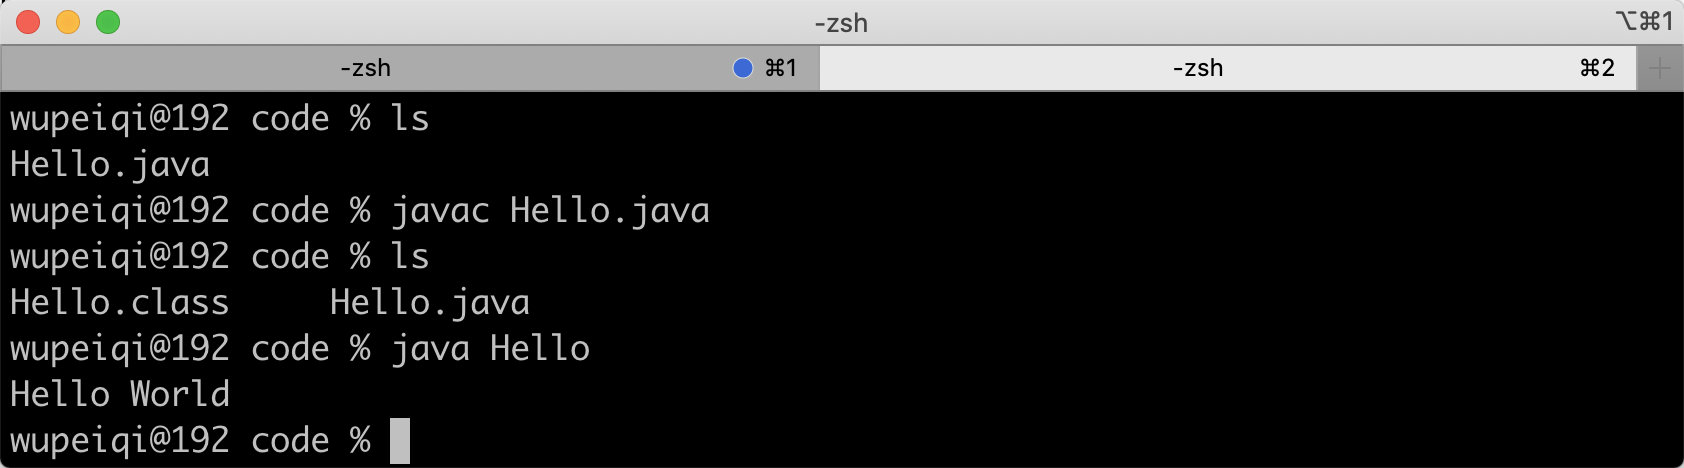 -zsh ⌥⌘1
-zsh ⌘1 -zsh ⌘2 +
wupeiqi@192 code % ls
Hello.java
wupeiqi@192 code % javac Hello.java
wupeiqi@192 code % ls
Hello.class     Hello.java
wupeiqi@192 code % java Hello
Hello World
wupeiqi@192 code %